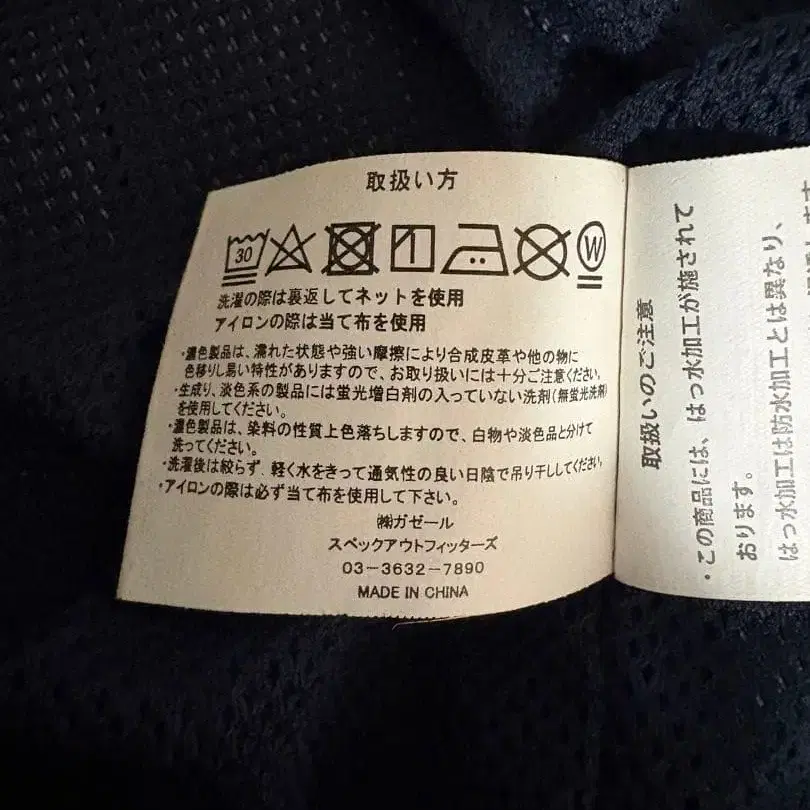 取扱い方
30
W
洗濯の際は裏返してネットを使用
アイロンの際は当て布を使用
・濃色製品は、濡れた状態や強い摩擦により合成皮革や他の物に
色移りし易い特性がありますので、お取り扱いには十分ご注意ください。
・生成り、淡色系の製品には蛍光増白剤の入っていない洗剤(無蛍光洗剤)
を使用してください。
・濃色製品は、染料の性質上色落ちしますので、白物や淡色品と分けて
洗ってください。
・洗濯後は絞らず、軽く水をきって通気性の良い日陰で吊り干ししてください。
・アイロンの際は必ず当て布を使用して下さい。
㈱ガゼール
スペックアウトフィッターズ
03-3632-7890
MADE IN CHINA
取扱いのご注意
・この商品には、はっ水加工が施されて
おります。
はっ水加工は防水加工とは異なり、